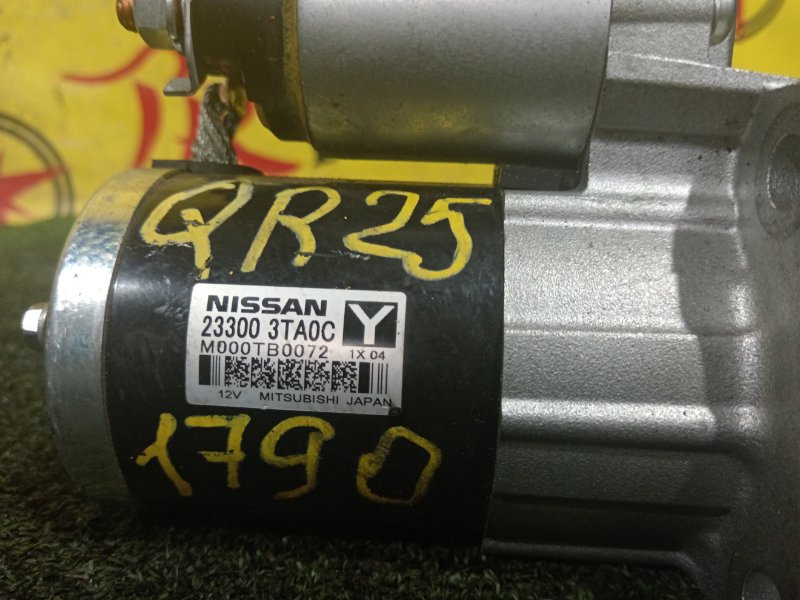 QR25
NISSAN
23300 3TA0C Y
M000TB0072 1X 04
12V MITSUBISHI JAPAN
1790